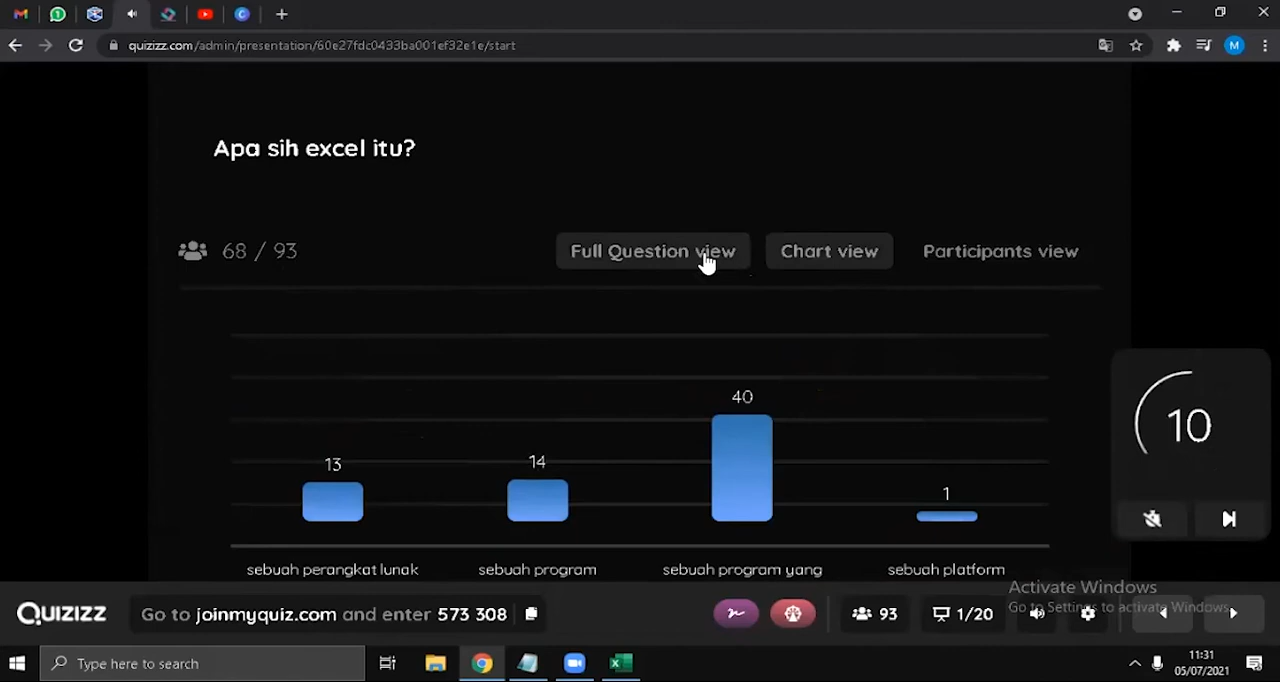 quizizz.com/admin/presentation/60e27fdc0433ba001ef32e1e/start
M
Apa sih excel itu?
68 / 93
Full Question view
Chart view
Participants view
40
13
14
1
10
sebuah perangkat lunak
sebuah program
sebuah program yang
sebuah platform
Activate Windows
Go to Settings to activate Windows.
Quizizz
Go to joinmyquiz.com and enter 573 308
93
1/20
Type here to search
11:31
05/07/2021